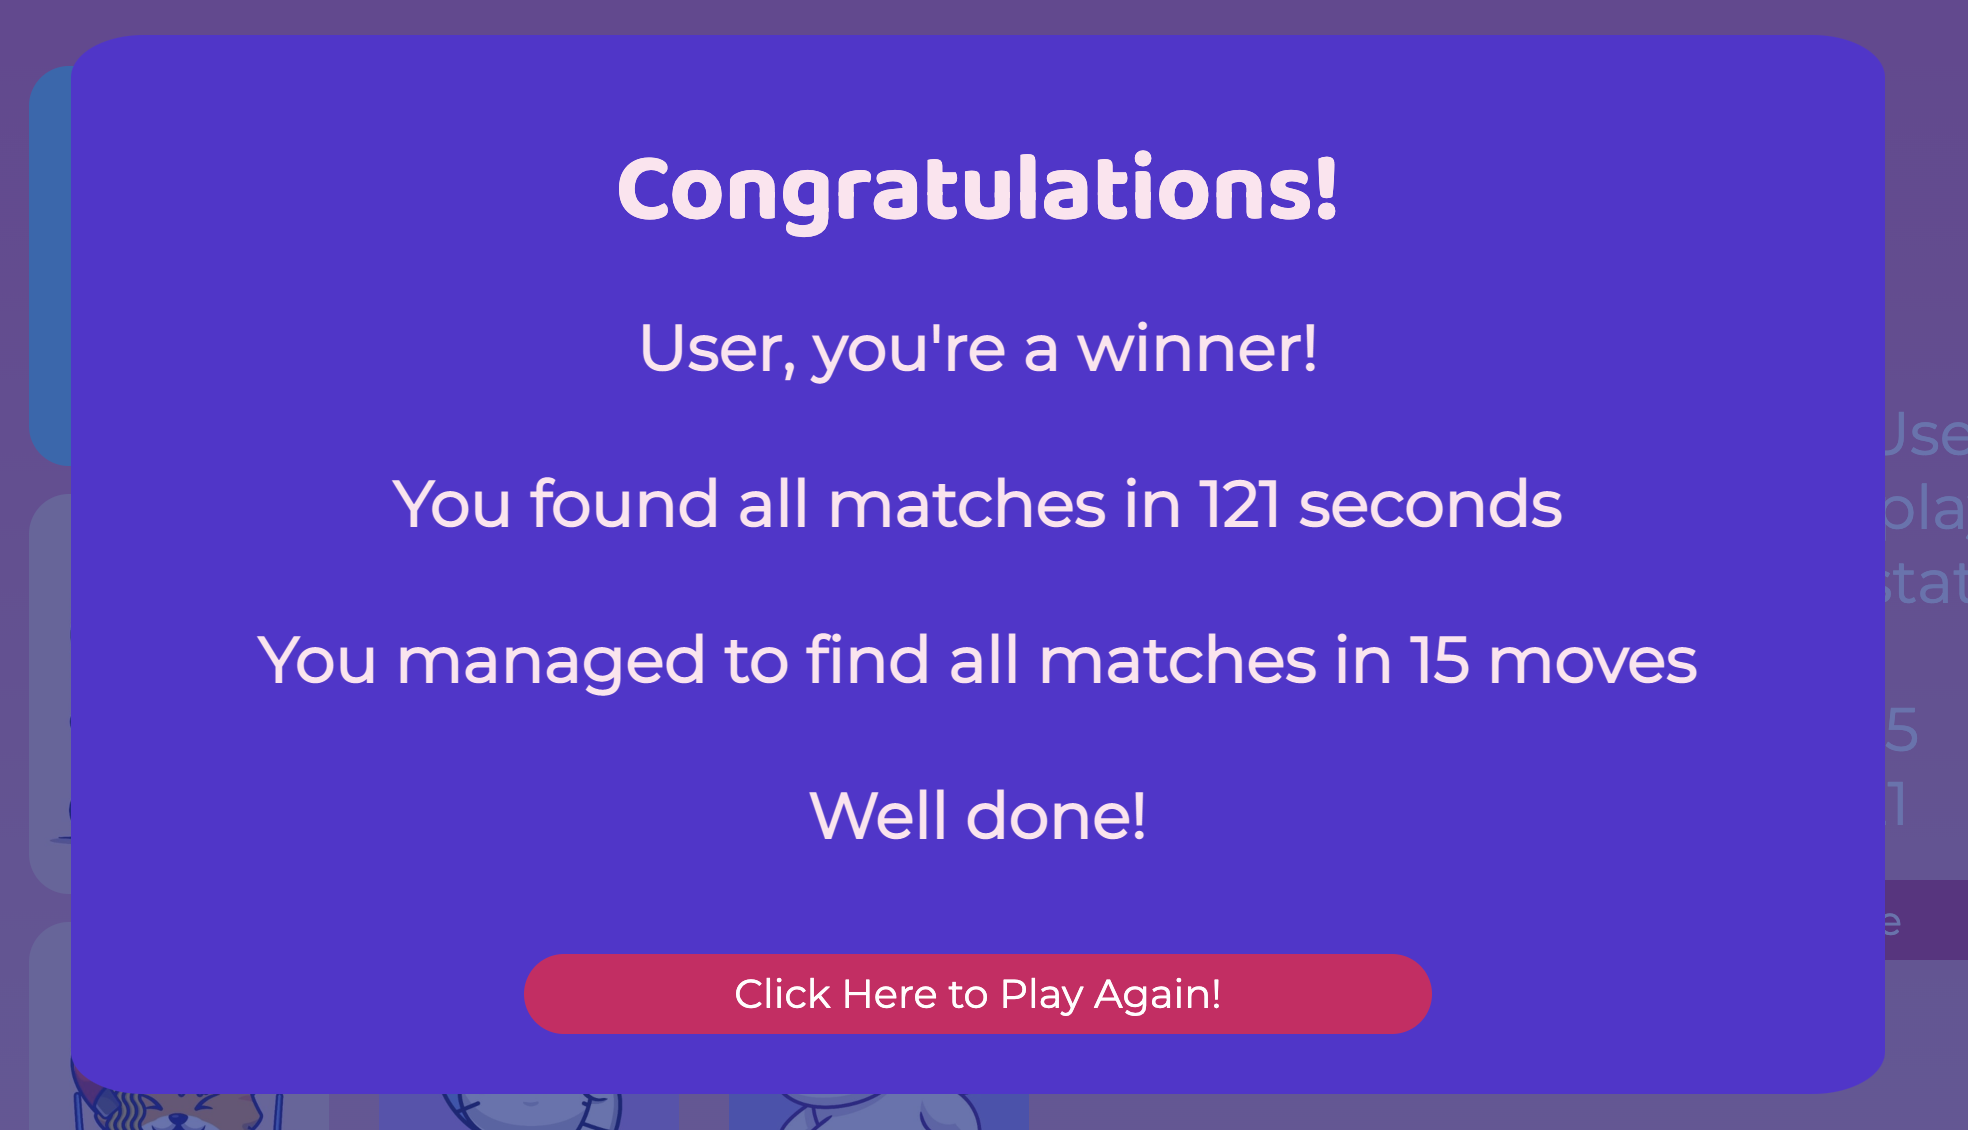 Congratulations!
User, you're a winner!
You found all matches in 121 seconds
You managed to find all matches in 15 moves
Well done!
Click Here to Play Again!